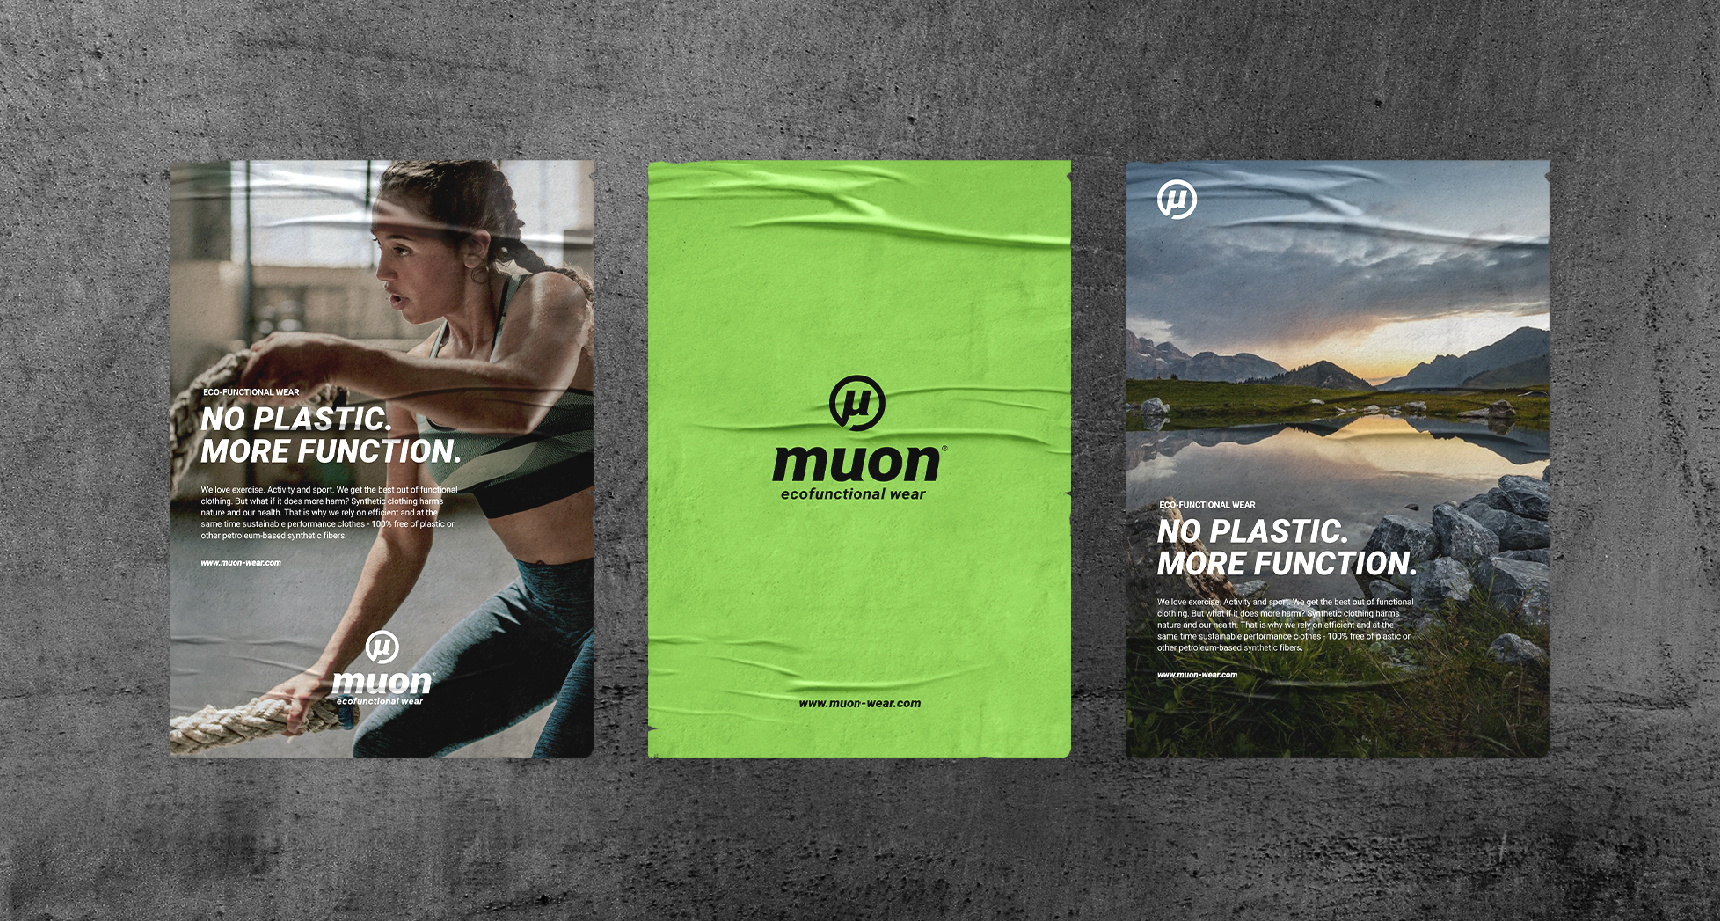 ECO-FUNCTIONAL WEAR
NO PLASTIC.
MORE FUNCTION.
We love exercise. Activity and sport. We get the best out of functional
clothing. But what if it does more harm? Synthetic clothing harms
nature and our health. That is why we rely on efficient and at the
same time sustainable performance clothes - 100% free of plastic or
other petroleum-based synthetic fibers.
www.muon-wear.com
µ
muon
ecofunctional wear
µ
muon®
ecofunctional wear
www.muon-wear.com
µ
ECO-FUNCTIONAL WEAR
NO PLASTIC.
MORE FUNCTION.
We love exercise. Activity and sport. We get the best out of functional
clothing. But what if it does more harm? Synthetic clothing harms
nature and our health. That is why we rely on efficient and at the
same time sustainable performance clothes - 100% free of plastic or
other petroleum-based synthetic fibers.
www.muon-wear.com